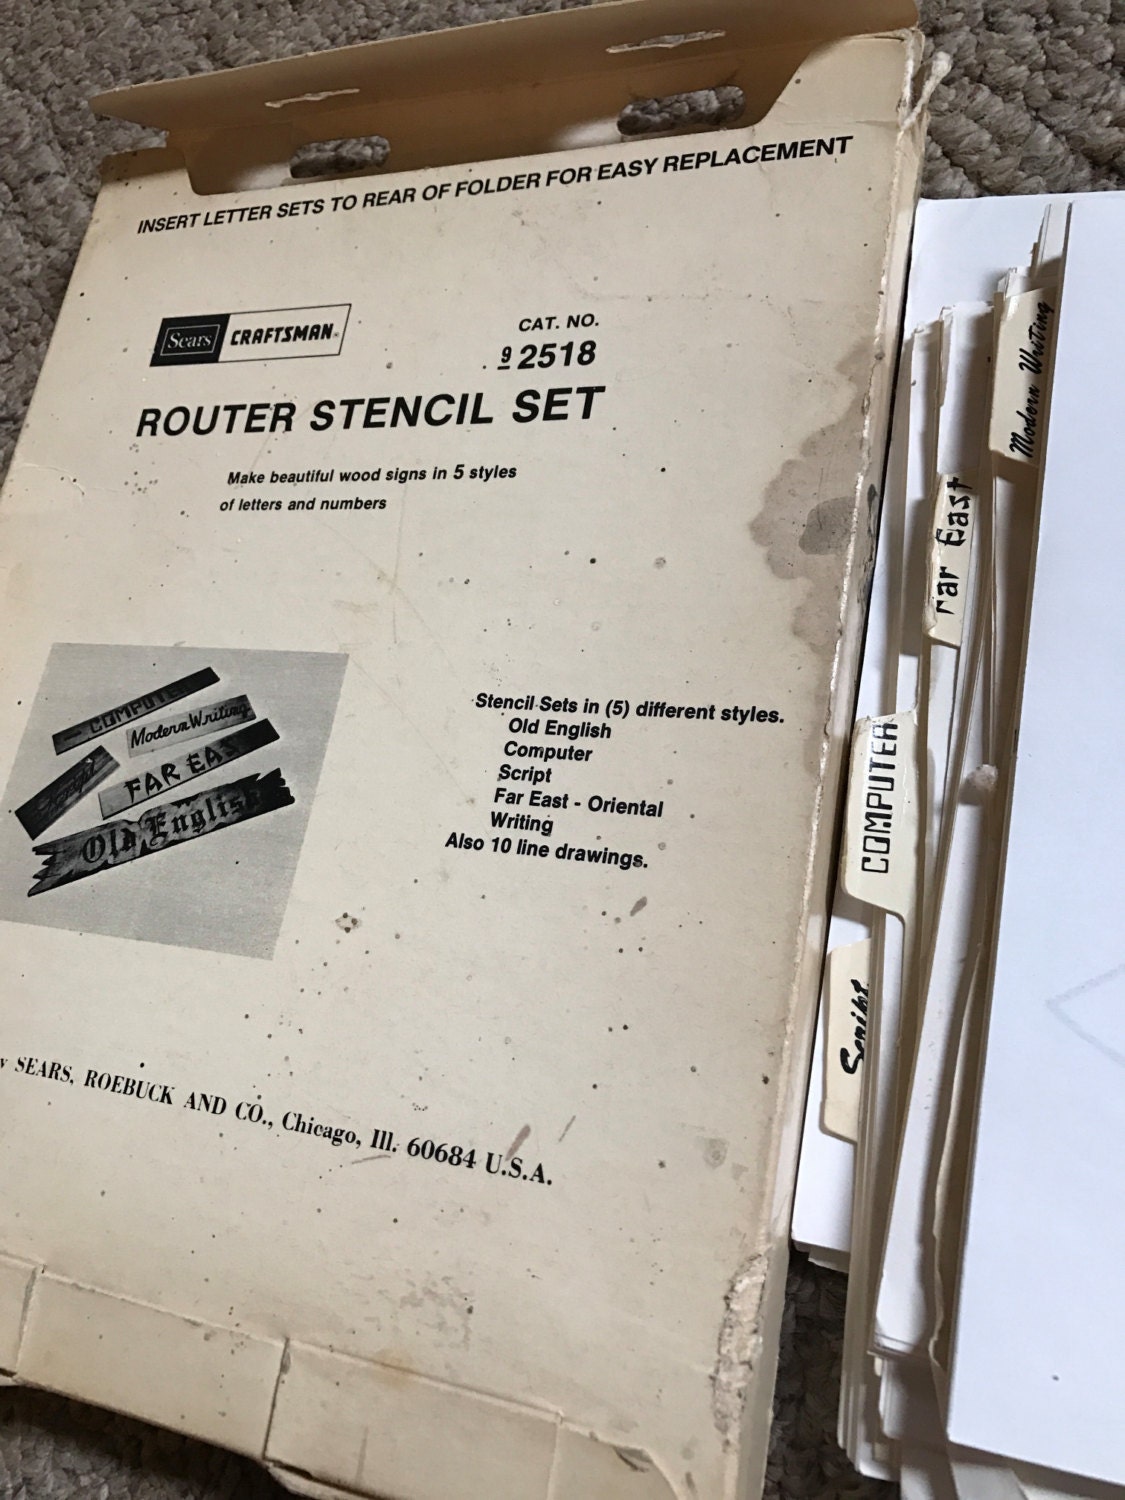 INSERT LETTER SETS TO REAR OF FOLDER FOR EASY REPLACEMENT
Sears CRAFTSMAN®
CAT. NO.
9 2518
ROUTER STENCIL SET
Make beautiful wood signs in 5 styles
of letters and numbers
COMPUTER
Modern Writing
Script
FAR EAS
Old English
Stencil Sets in (5) different styles.
Old English
Computer
Script
Far East - Oriental
Writing
Also 10 line drawings.
SEARS, ROEBUCK AND CO., Chicago, Ill. 60684 U.S.A.
Modern Writing
Far East
COMPUTER
Script